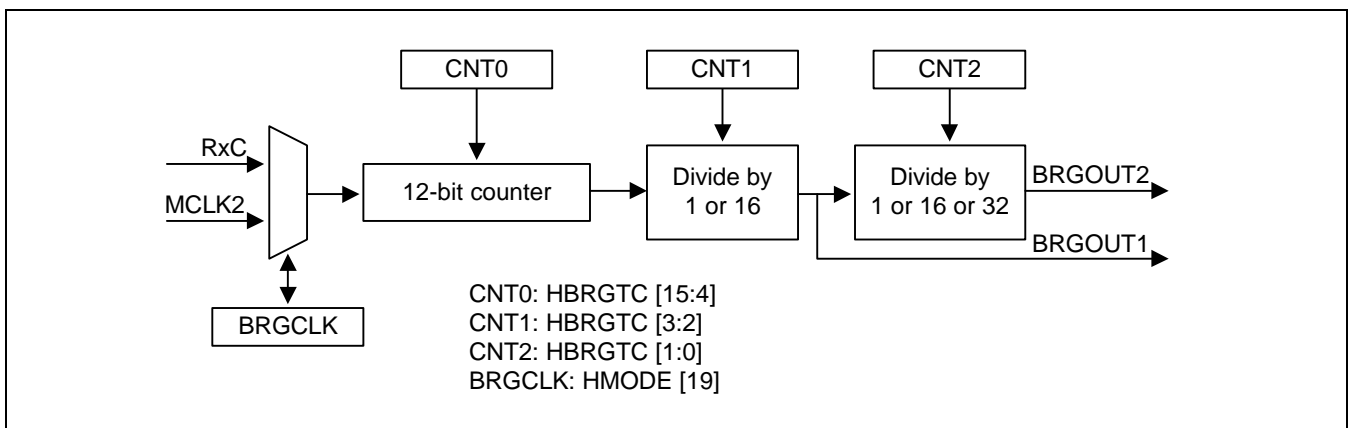 CNT0
CNT1
CNT2
RxC
MCLK2
12-bit counter
Divide by
1 or 16
Divide by
1 or 16 or 32
BRGOUT2
BRGOUT1
BRGCLK
CNT0: HBRGTC [15:4]
CNT1: HBRGTC [3:2]
CNT2: HBRGTC [1:0]
BRGCLK: HMODE [19]